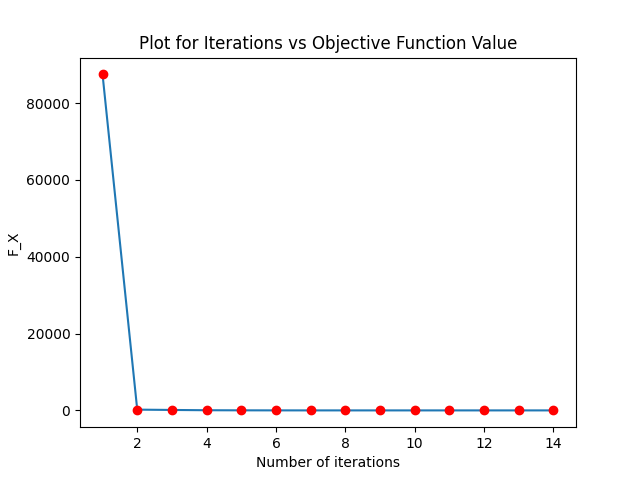 Plot for Iterations vs Objective Function Value
80000
60000
40000
20000
0
F_X
2 4 6 8 10 12 14
Number of iterations